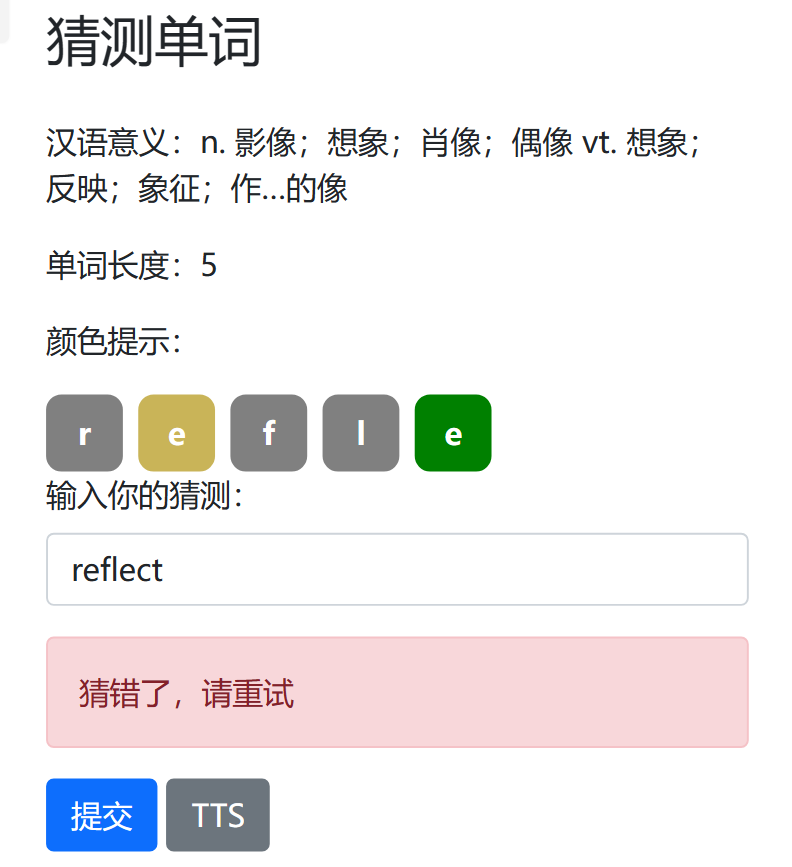 猜测单词
汉语意义：n. 影像；想象；肖像；偶像 vt. 想象；
反映；象征；作…的像
单词长度：5
颜色提示：
r e f l e
输入你的猜测：
reflect
猜错了，请重试
提交 TTS